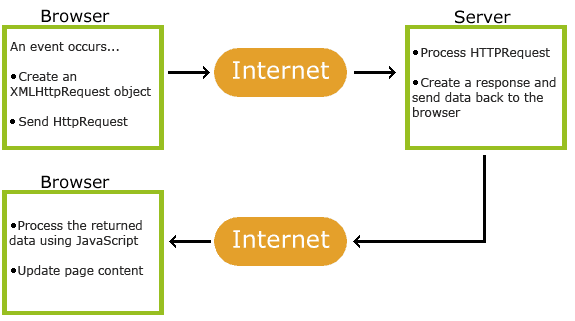 Browser
An event occurs...
•Create an
XMLHttpRequest object
• Send HttpRequest
Internet
Server
•Process HTTPRequest
•Create a response and
send data back to the
browser
Browser
•Process the returned
data using JavaScript
•Update page content
Internet